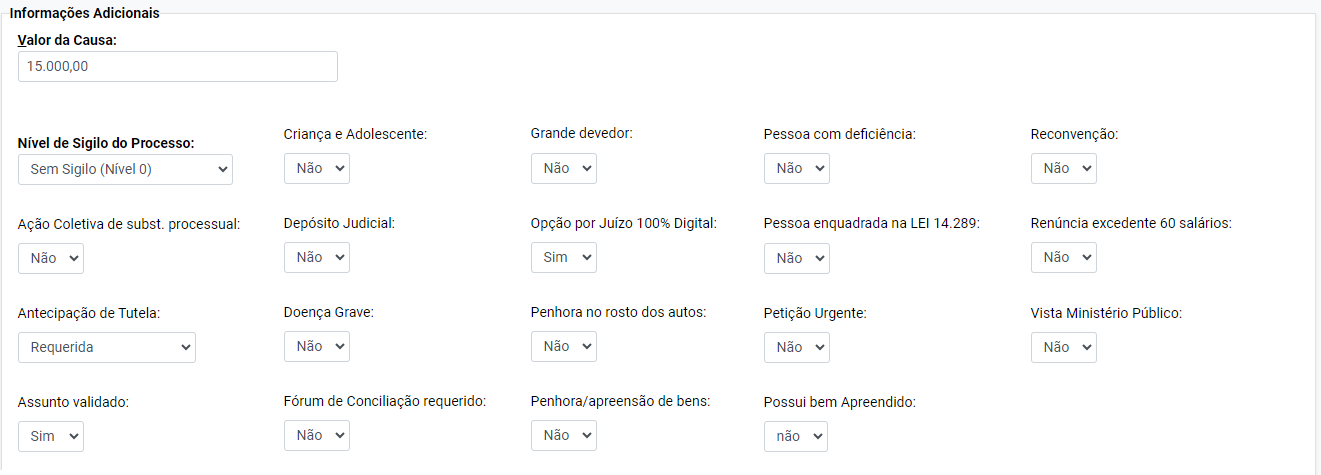 Informações Adicionais
Valor da Causa:
15.000,00
Nível de Sigilo do Processo:
Sem Sigilo (Nível 0)
Criança e Adolescente:
Não
Grande devedor:
Não
Pessoa com deficiência:
Não
Reconvenção:
Não
Ação Coletiva de subst. processual:
Não
Depósito Judicial:
Não
Opção por Juízo 100% Digital:
Sim
Pessoa enquadrada na LEI 14.289:
Não
Renúncia excedente 60 salários:
Não
Antecipação de Tutela:
Requerida
Doença Grave:
Não
Penhora no rosto dos autos:
Não
Petição Urgente:
Não
Vista Ministério Público:
Não
Assunto validado:
Sim
Fórum de Conciliação requerido:
Não
Penhora/apreensão de bens:
Não
Possui bem Apreendido:
não